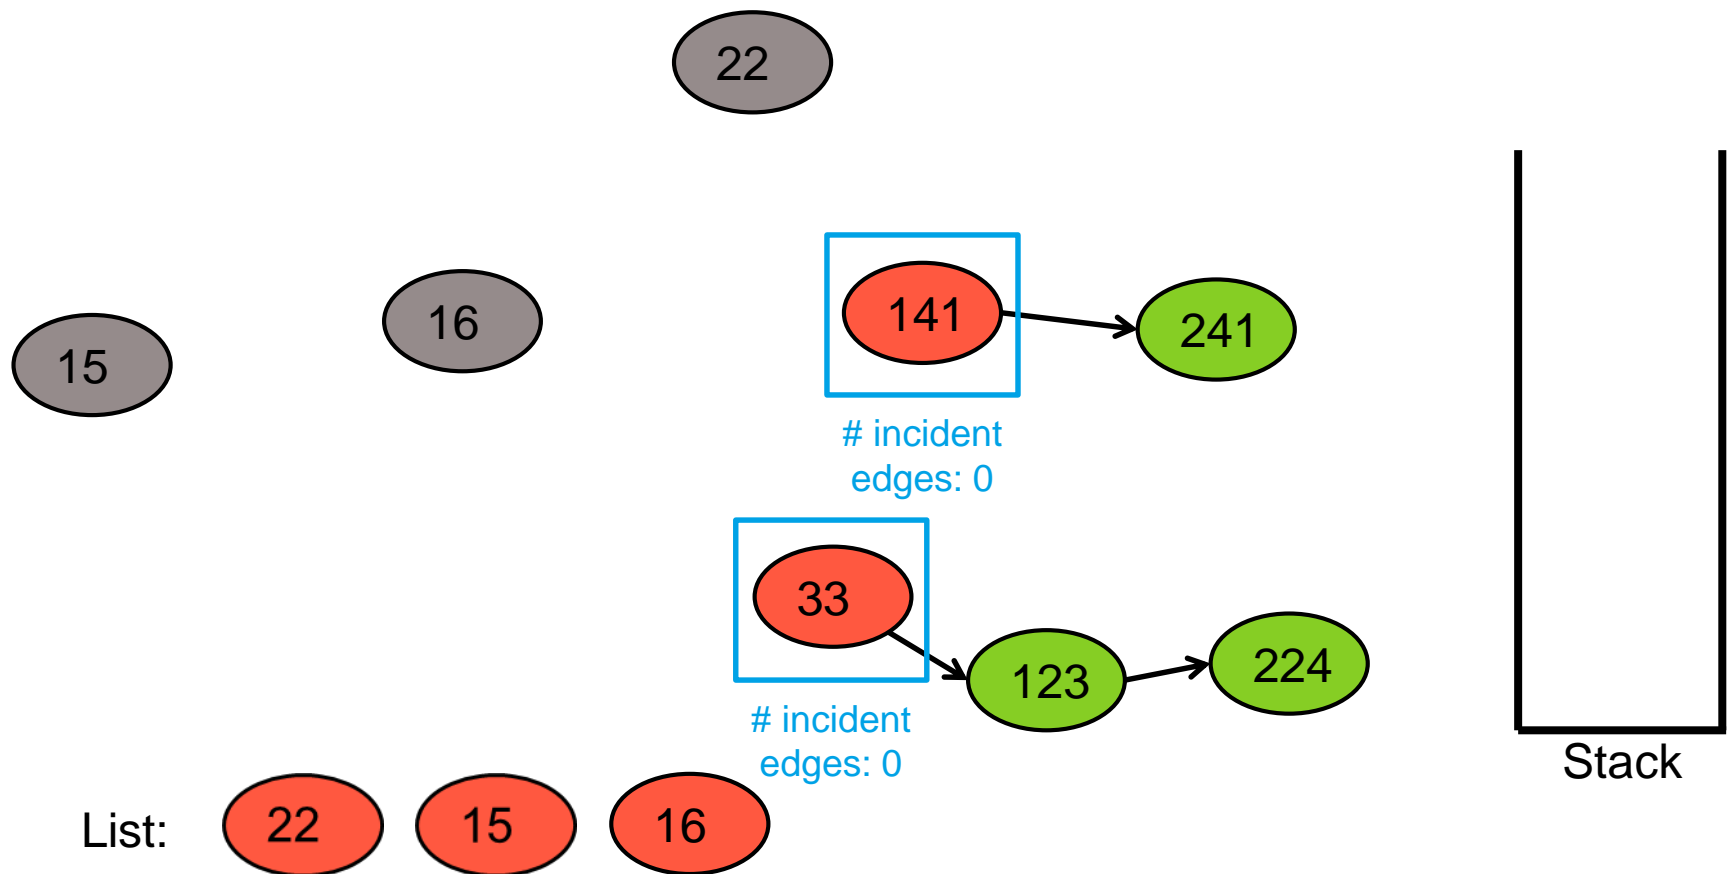 22
141
241
16
15
# incident
edges: 0
33
123
224
# incident
edges: 0
Stack
List:
22
15
16